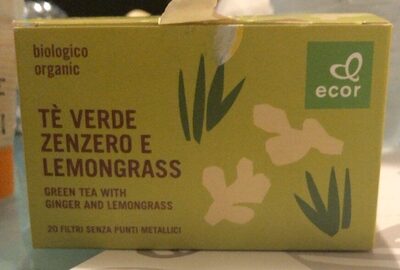 biologico
organic
ecor
TÈ VERDE
ZENZERO E
LEMONGRASS
GREEN TEA WITH
GINGER AND LEMONGRASS
20 FILTRI SENZA PUNTI METALLICI